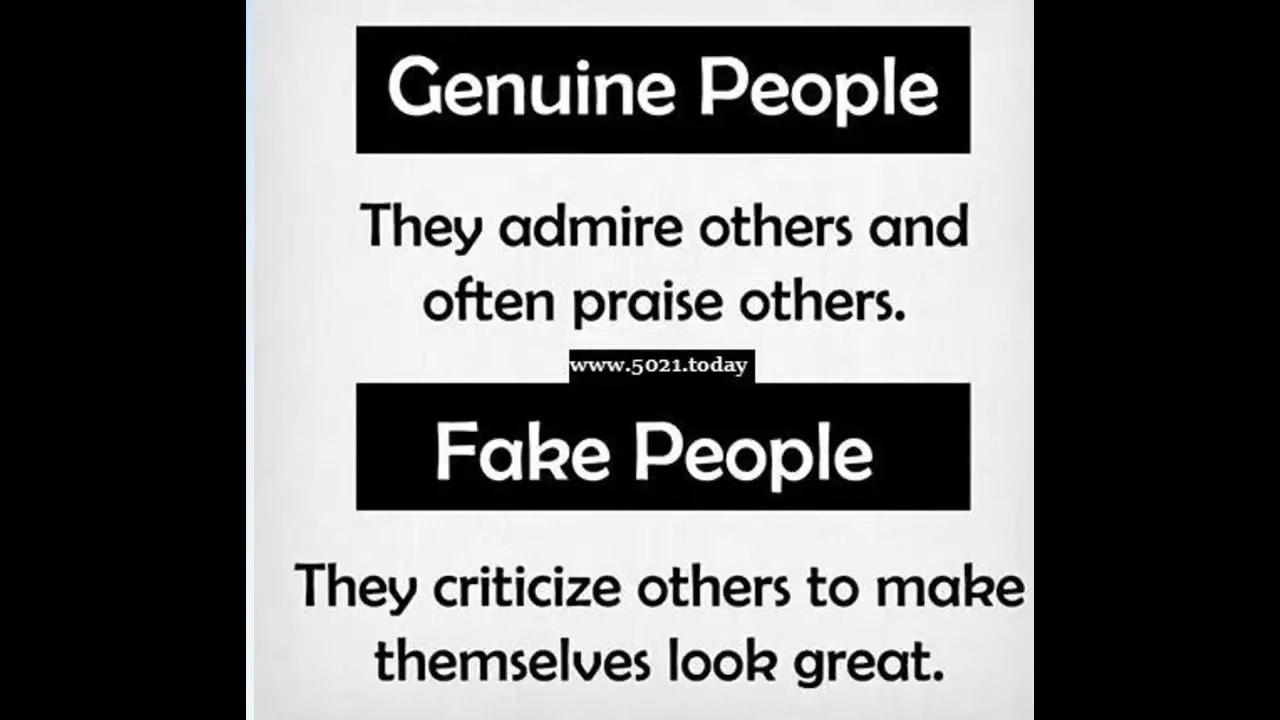 Genuine People
They admire others and
often praise others.
www.5021.today
Fake People
They criticize others to make
themselves look great.